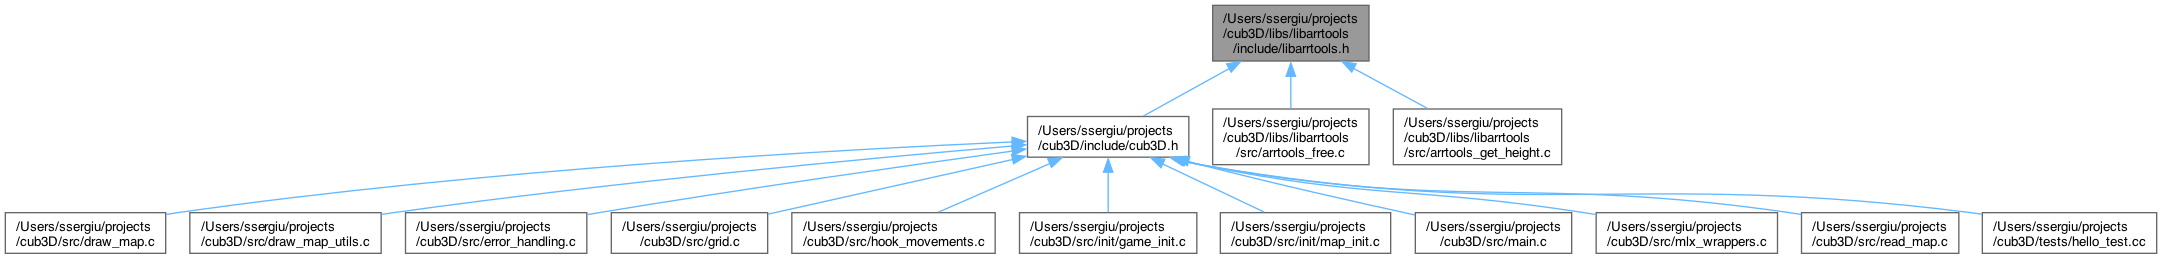 /Users/ssergiu/projects
/cub3D/libs/libarrtools
/include/libarrtools.h
/Users/ssergiu/projects
/cub3D/include/cub3D.h
/Users/ssergiu/projects
/cub3D/libs/libarrtools
/src/arrtools_free.c
/Users/ssergiu/projects
/cub3D/libs/libarrtools
/src/arrtools_get_height.c
/Users/ssergiu/projects
/cub3D/src/draw_map.c
/Users/ssergiu/projects
/cub3D/src/draw_map_utils.c
/Users/ssergiu/projects
/cub3D/src/error_handling.c
/Users/ssergiu/projects
/cub3D/src/grid.c
/Users/ssergiu/projects
/cub3D/src/hook_movements.c
/Users/ssergiu/projects
/cub3D/src/init/game_init.c
/Users/ssergiu/projects
/cub3D/src/init/map_init.c
/Users/ssergiu/projects
/cub3D/src/main.c
/Users/ssergiu/projects
/cub3D/src/mlx_wrappers.c
/Users/ssergiu/projects
/cub3D/src/read_map.c
/Users/ssergiu/projects
/cub3D/tests/hello_test.cc